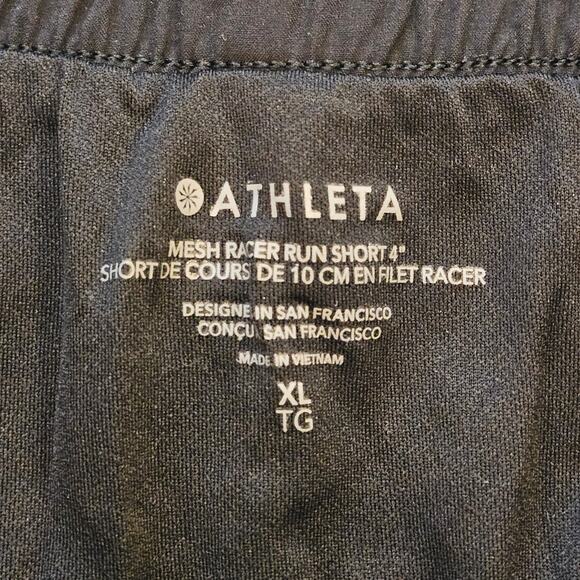 ATHLETA
MESH RACER RUN SHORT 4"
SHORT DE COURS DE 10 CM EN FILET RACER
DESIGNE IN SAN FRANCISCO
CONÇU SAN FRANCISCO
MADE IN VIETNAM
XL
TG